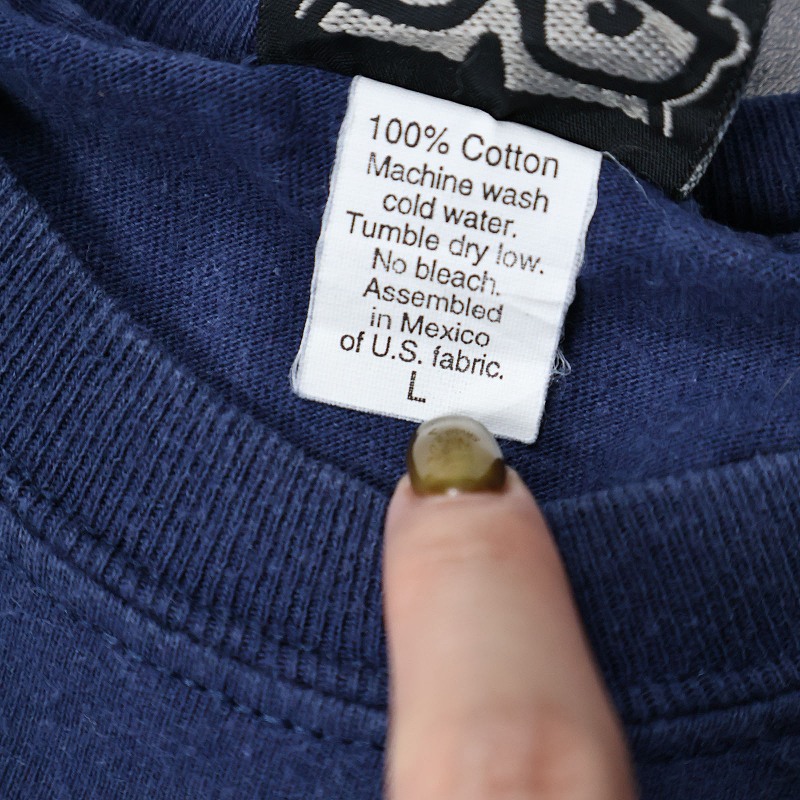 100% Cotton
Machine wash
cold water.
Tumble dry low.
No bleach.
Assembled
in Mexico
of U.S. fabric.
L